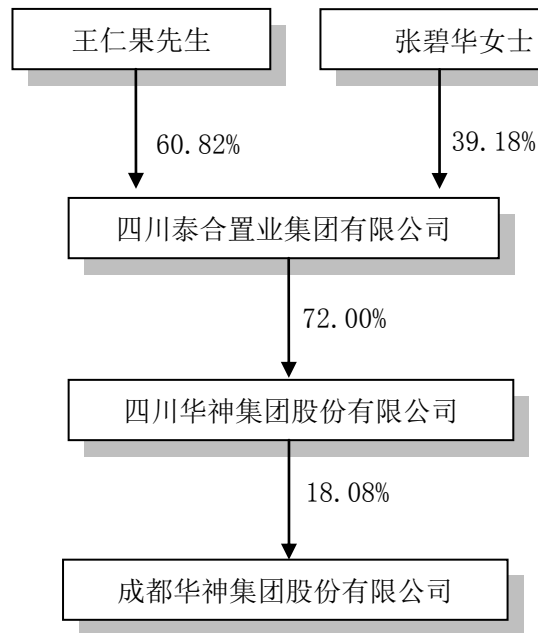 王仁果先生
张碧华女士
60.82%
39.18%
四川泰合置业集团有限公司
72.00%
四川华神集团股份有限公司
18.08%
成都华神集团股份有限公司